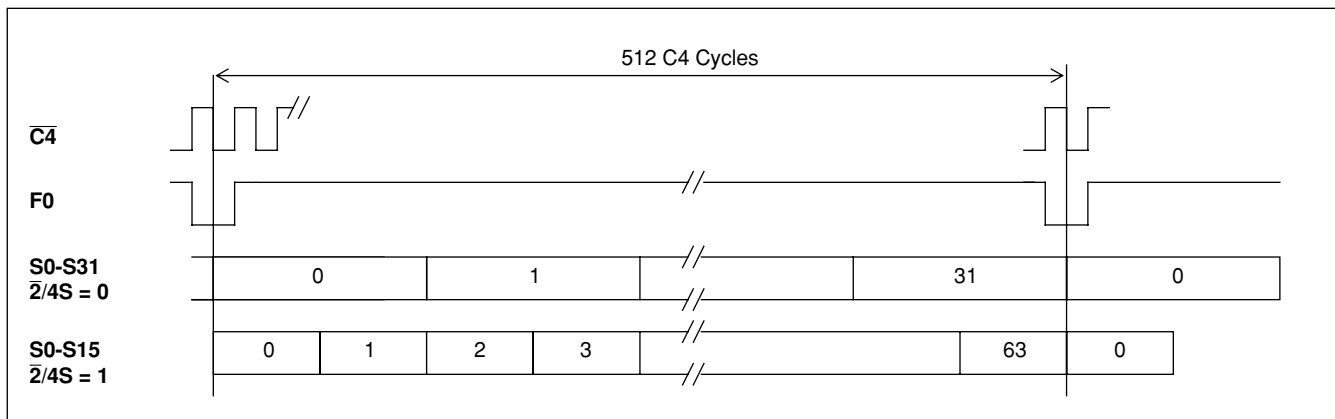 512 C4 Cycles
C̅4̅
F0
S0-S31
2̅/4S = 0
0 1 31 0
S0-S15
2̅/4S = 1
0 1 2 3 63 0